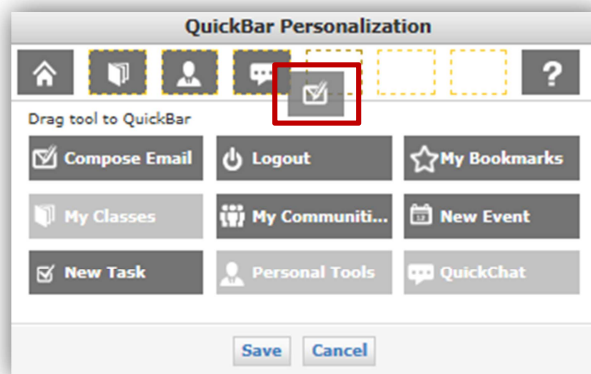 QuickBar Personalization
?
Drag tool to QuickBar
Compose Email Logout My Bookmarks
My Classes My Communiti... New Event
New Task Personal Tools QuickChat
Save Cancel